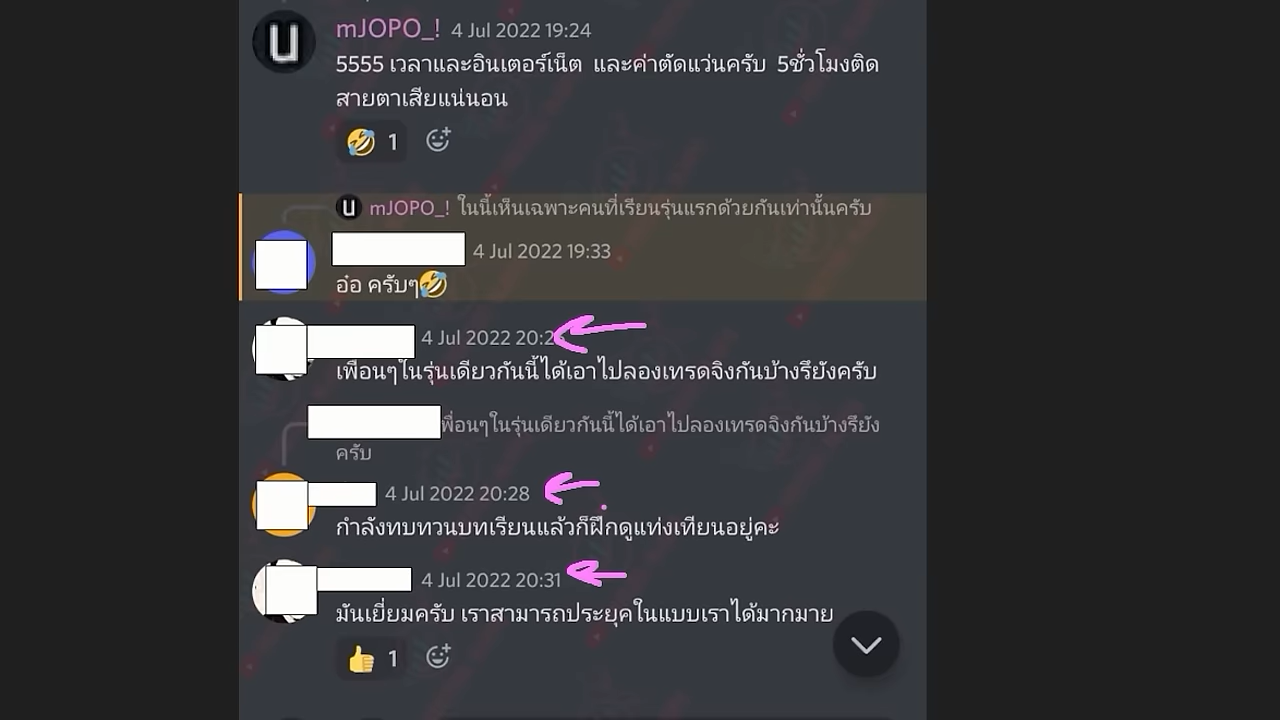 mJOPO_! 4 Jul 2022 19:24
5555 เวลาและอินเตอร์เน็ต และค่าตัดแว่นครับ 5ชั่วโมงติด
สายตาเสียแน่นอน
🤣 1
mJOPO_! ในนี้เห็นเฉพาะคนที่เรียนรุ่นแรกด้วยกันเท่านั้นครับ
4 Jul 2022 19:33
อ๋อ ครับๆ🤣
4 Jul 2022
เพื่อนๆในรุ่นเดียวกันนี้ได้เอาไปลองเทรดจิงกันบ้างรึยังครับ
พื่อนๆในรุ่นเดียวกันนี้ได้เอาไปลองเทรดจิงกันบ้างรึยัง
ครับ
4 Jul 2022 20:28
กำลังทบทวนบทเรียนแล้วก็ฝึกดูแท่งเทียนอยู่คะ
4 Jul 2022 20:31
มันเยี่ยมครับ เราสามารถประยุคในแบบเราได้มากมาย
👍 1